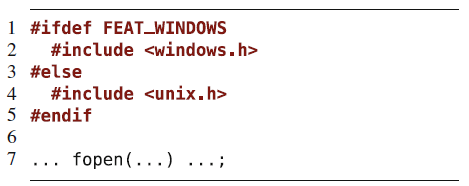 1 #ifdef FEAT_WINDOWS
2   #include <windows.h>
3 #else
4   #include <unix.h>
5 #endif
6
7 ... fopen(...) ...;